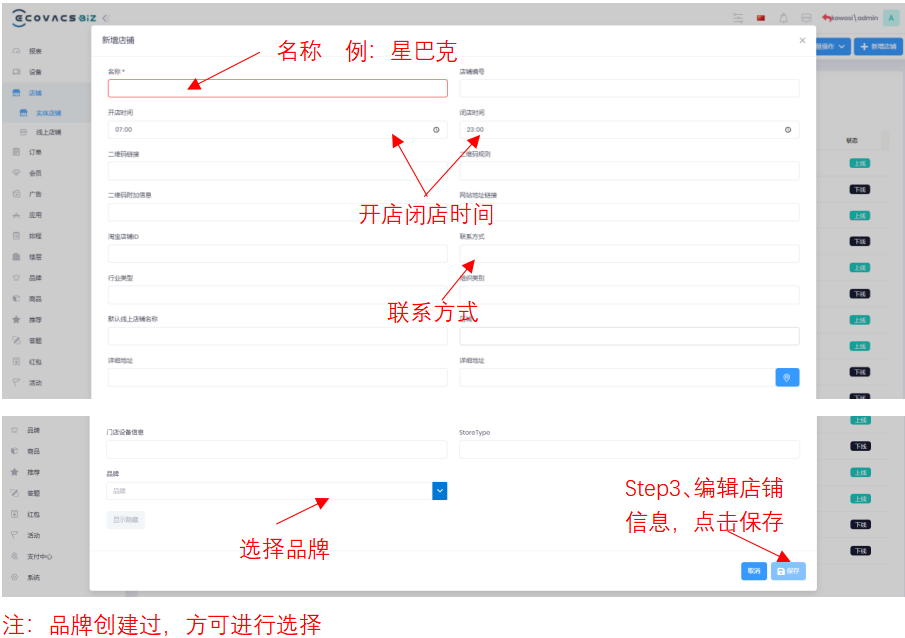 ECOVACS BIZ
kowosi\admin
A
新增店铺
报表
设备
店铺
实体店铺
线上店铺
订单
会员
广告
应用
排程
楼层
品牌
商品
推荐
答题
红包
活动
新增店铺
×
名称 例：星巴克
名称 *
店铺编号
开店时间
闭店时间
07:00
23:00
二维码链接
二维码规则
二维码附加信息
网站地址链接
开店闭店时间
淘宝店铺ID
联系方式
行业类型
组织类别
联系方式
默认线上店铺名称
详细地址
详细地址
状态
上线
下线
上线
下线
上线
下线
上线
上线
下线
下线
品牌
商品
推荐
答题
红包
活动
支付中心
系统
门店设备信息
StoreType
品牌
品牌
显示隐藏
选择品牌
Step3、编辑店铺
信息，点击保存
取消
保存
上线
下线
上线
上线
下线
下线
注：品牌创建过，方可进行选择